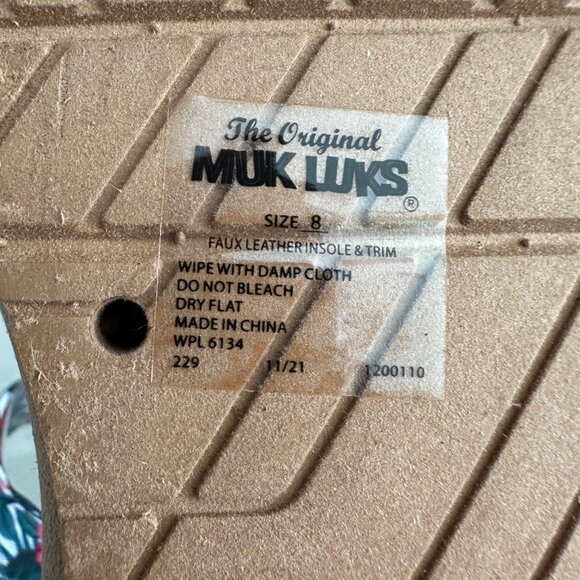 The Original
MUK LUKS
®
SIZE 8
FAUX LEATHER INSOLE & TRIM
WIPE WITH DAMP CLOTH
DO NOT BLEACH
DRY FLAT
MADE IN CHINA
WPL 6134
229 11/21 1200110